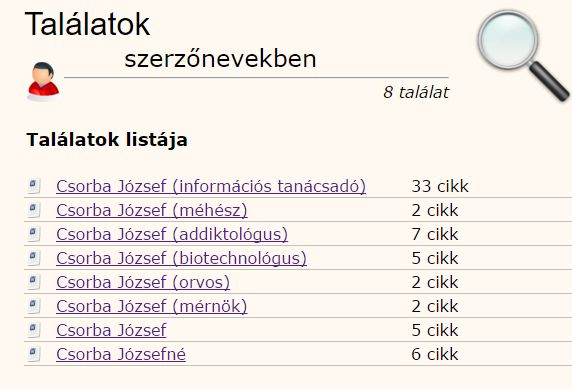 Találatok
szerzőnevekben
8 találat
Találatok listája
Csorba József (információs tanácsadó) 33 cikk
Csorba József (méhész) 2 cikk
Csorba József (addiktológus) 7 cikk
Csorba József (biotechnológus) 5 cikk
Csorba József (orvos) 2 cikk
Csorba József (mérnök) 2 cikk
Csorba József 5 cikk
Csorba Józsefné 6 cikk